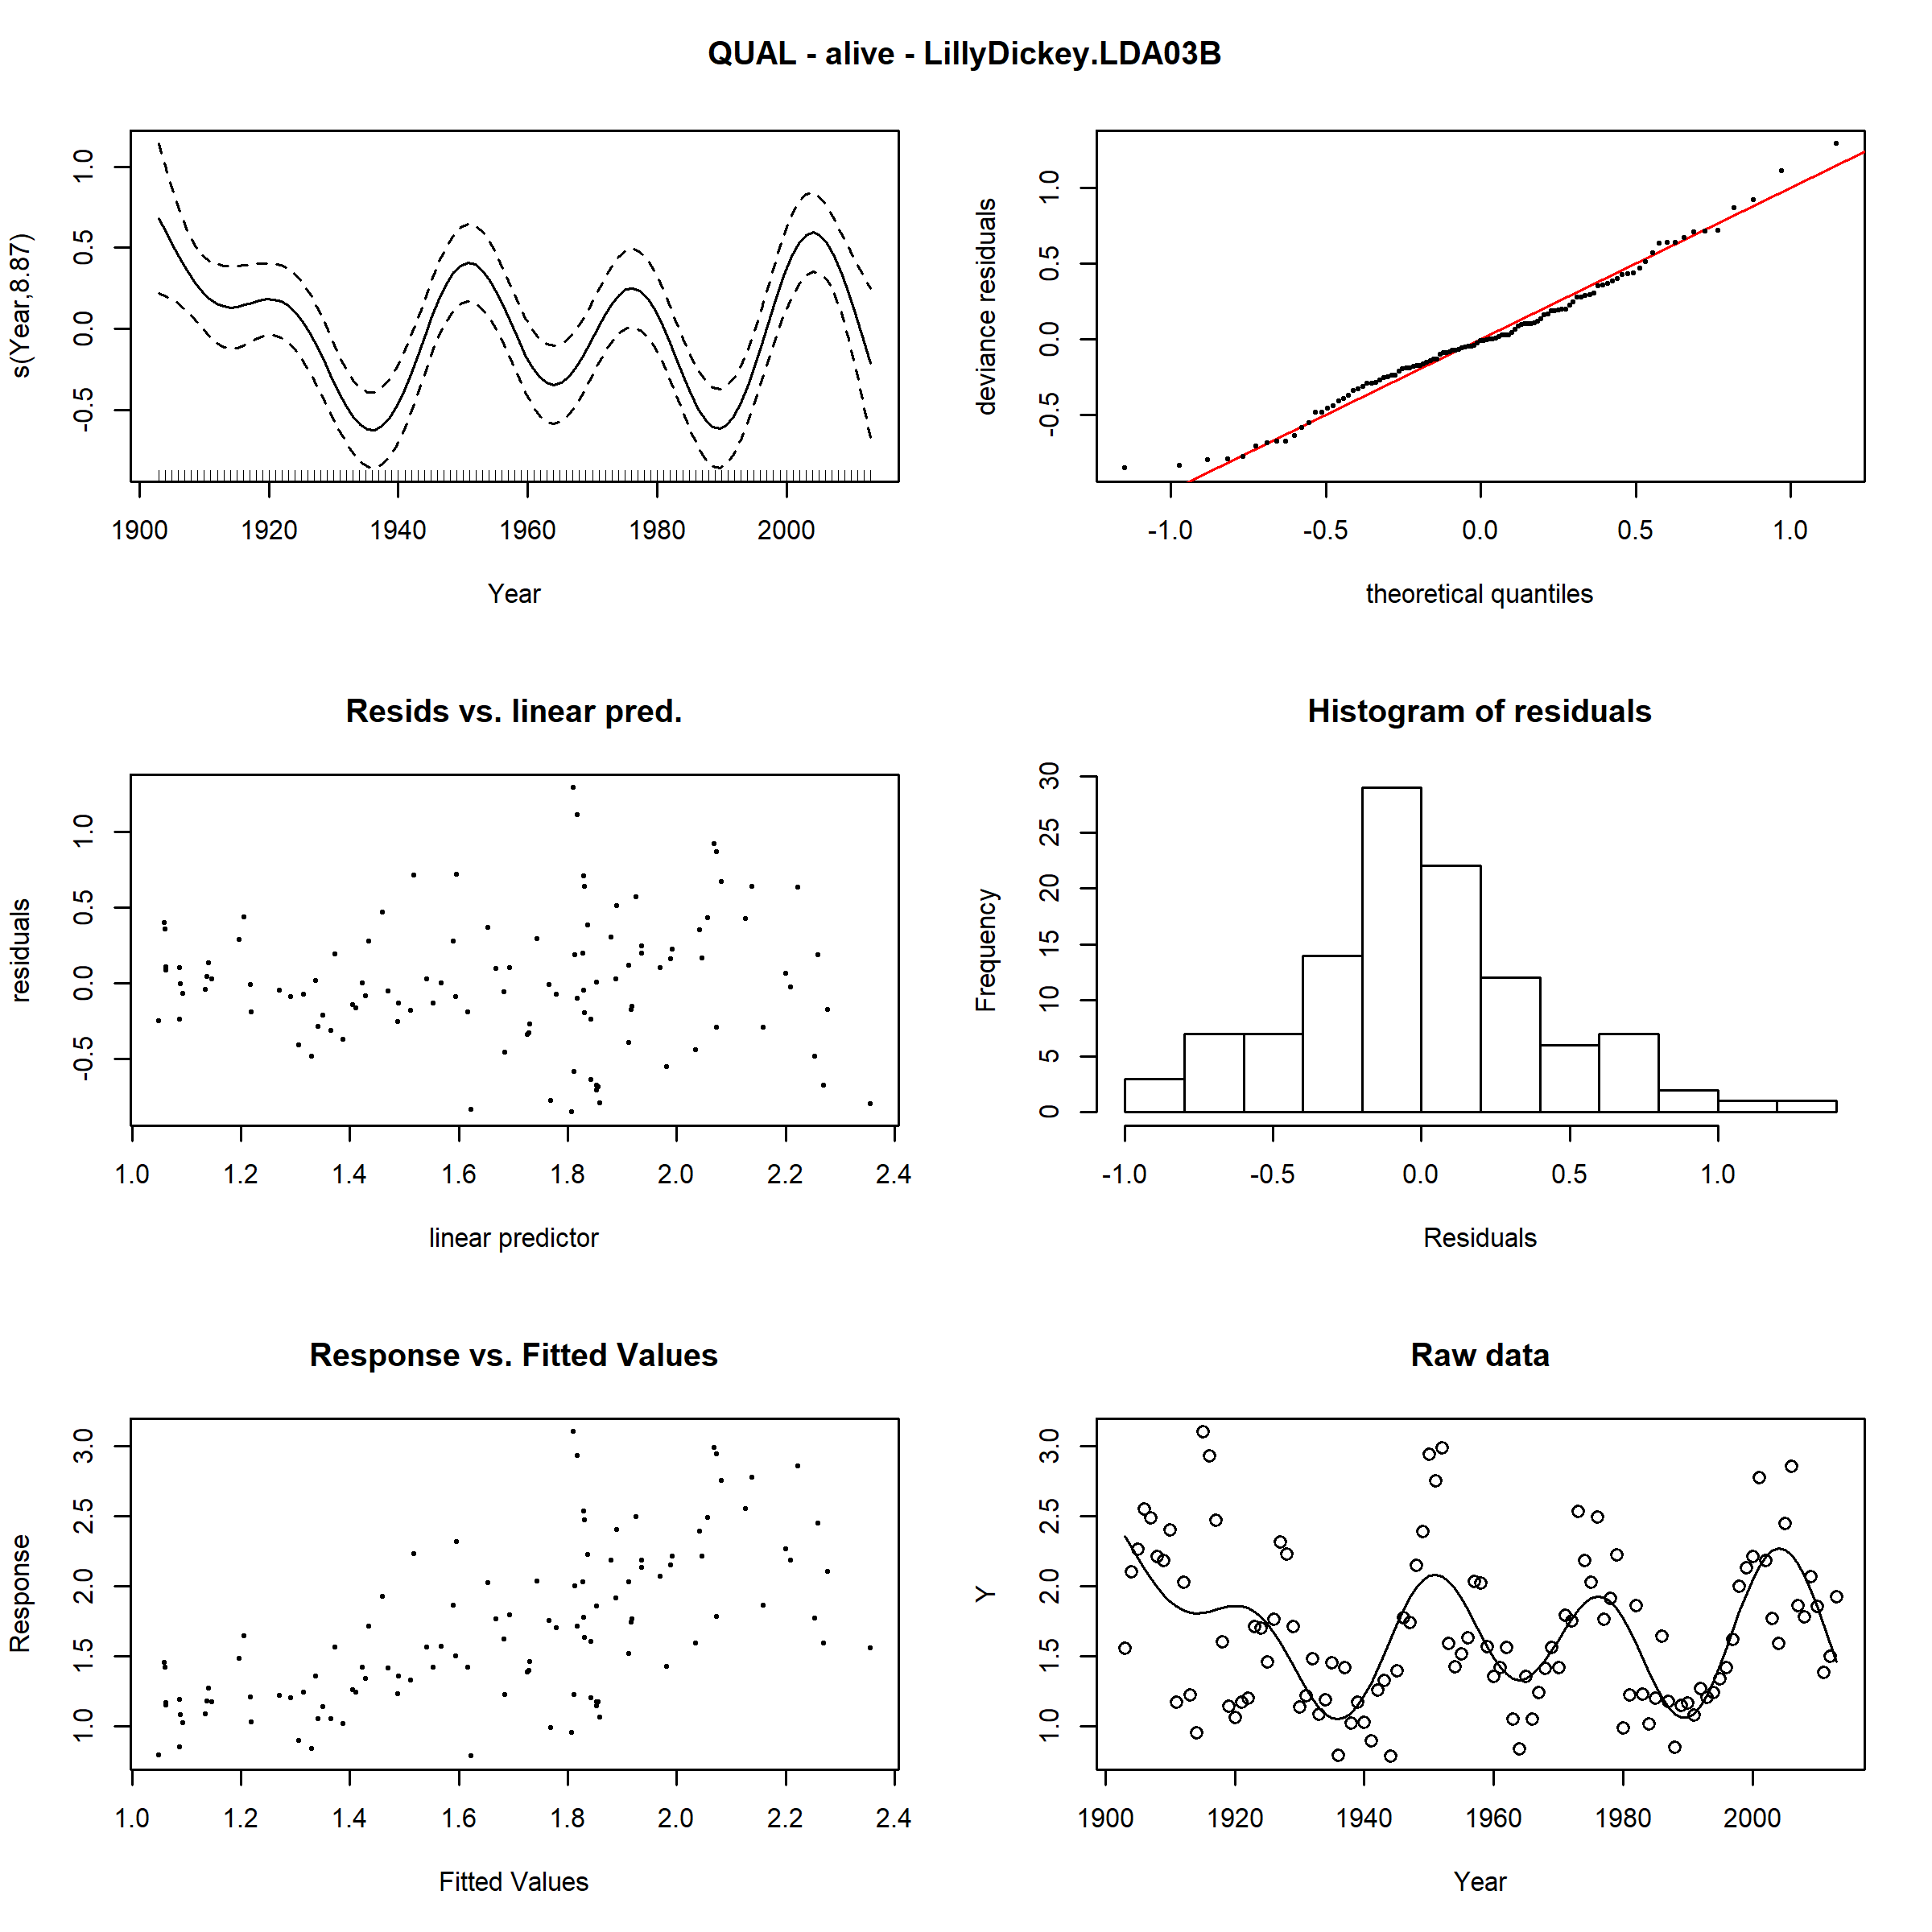 QUAL - alive - LillyDickey.LDA03B
s(Year,8.87)
-0.5 0.0 0.5 1.0
1900 1920 1940 1960 1980 2000
Year
deviance residuals
-0.5 0.0 0.5 1.0
-1.0 -0.5 0.0 0.5 1.0
theoretical quantiles
Resids vs. linear pred.
residuals
-0.5 0.0 0.5 1.0
1.0 1.2 1.4 1.6 1.8 2.0 2.2 2.4
linear predictor
Histogram of residuals
Frequency
0 5 10 15 20 25 30
-1.0 -0.5 0.0 0.5 1.0
Residuals
Response vs. Fitted Values
Response
1.0 1.5 2.0 2.5 3.0
1.0 1.2 1.4 1.6 1.8 2.0 2.2 2.4
Fitted Values
Raw data
Y
1.0 1.5 2.0 2.5 3.0
1900 1920 1940 1960 1980 2000
Year